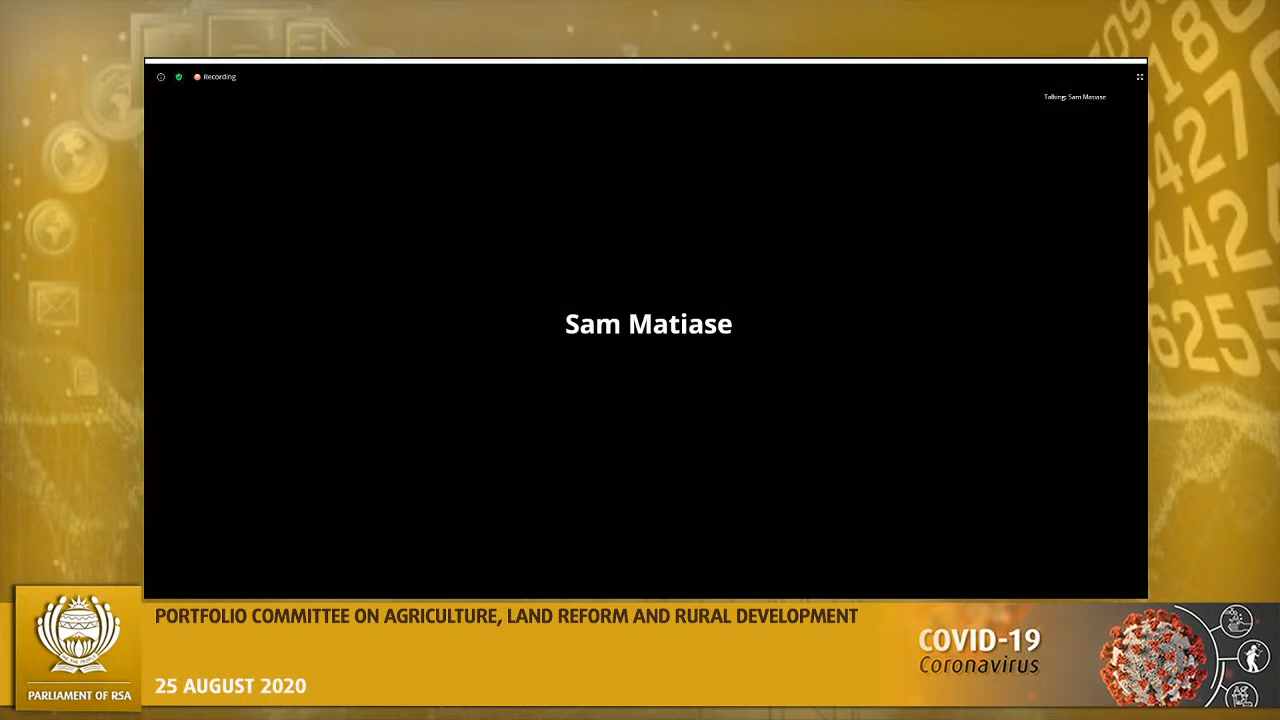 Recording
Talking: Sam Matiase
Sam Matiase
PORTFOLIO COMMITTEE ON AGRICULTURE, LAND REFORM AND RURAL DEVELOPMENT
COVID-19
Coronavirus
PARLIAMENT OF RSA
25 AUGUST 2020